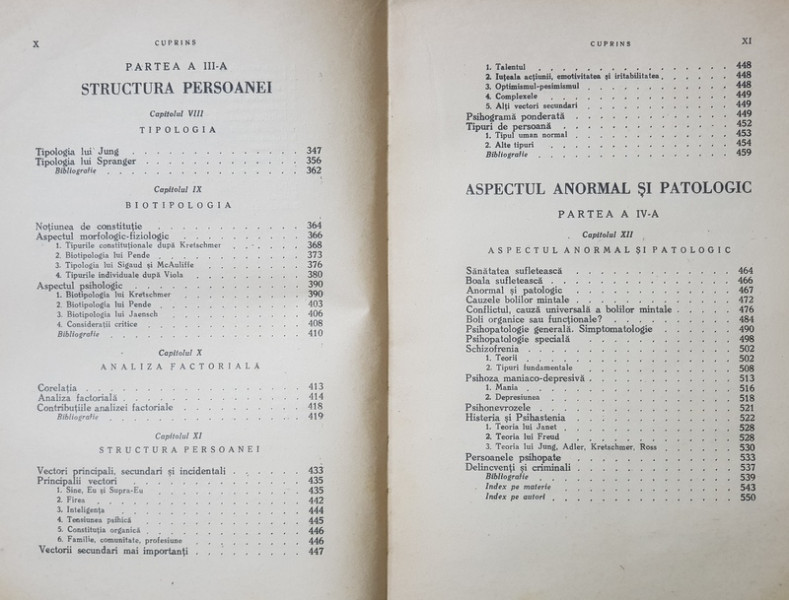 X
CUPRINS
PARTEA A III-A
STRUCTURA PERSOANEI
Capitolul VIII
TIPOLOGIA
Tipologia lui Jung . . . . . . . . . . . . 347
Tipologia lui Spranger . . . . . . . . . . . . 356
Bibliografie . . . . . . . . . . . . 362
Capitolul IX
BIOTIPOLOGIA
Noțiunea de constituție . . . . . . . . . . . . 364
Aspectul morfologic-fiziologic . . . . . . . . . . . . 366
1. Tipurile constituționale după Kretschmer . . . . . . 368
2. Biotipologia lui Pende . . . . . . . . . . . . 373
3. Tipologia lui Sigaud și McAuliffe . . . . . . . . . 376
4. Tipurile individuale după Viola . . . . . . . . . 380
Aspectul psihologic . . . . . . . . . . . . 390
1. Biotipologia lui Kretschmer . . . . . . . . . . . . 390
2. Biotipologia lui Pende . . . . . . . . . . . . 403
3. Biotipologia lui Jaensch . . . . . . . . . . . . 406
4. Considerații critice . . . . . . . . . . . . 408
Bibliografie . . . . . . . . . . . . 410
Capitolul X
ANALIZA FACTORIALĂ
Corelația . . . . . . . . . . . . 413
Analiza factorială . . . . . . . . . . . . 414
Contribuțiile analizei factoriale . . . . . . . . . . . . 418
Bibliografie . . . . . . . . . . . . 419
Capitolul XI
STRUCTURA PERSOANEI
Vectori principali, secundari și incidentali . . . . . . 433
Principalii vectori . . . . . . . . . . . . 435
1. Sine, Eu și Supra-Eu . . . . . . . . . . . . 435
2. Firea . . . . . . . . . . . . 442
3. Inteligența . . . . . . . . . . . . 444
4. Tensiunea psihică . . . . . . . . . . . . 445
5. Constituția organică . . . . . . . . . . . . 446
6. Familie, comunitate, profesiune . . . . . . . . . 446
Vectorii secundari mai importanți . . . . . . . . . 447
CUPRINS
XI
1. Talentul . . . . . . . . . . . . 448
2. Iuțeala acțiunii, emotivitatea și iritabilitatea . . . . . . 448
3. Optimismul-pesimismul . . . . . . . . . . . . 448
4. Complexele . . . . . . . . . . . . 449
5. Alți vectori secundari . . . . . . . . . . . . 449
Psihogramă ponderată . . . . . . . . . . . . 449
Tipuri de persoană . . . . . . . . . . . . 452
1. Tipul uman normal . . . . . . . . . . . . 453
2. Alte tipuri . . . . . . . . . . . . 454
Bibliografie . . . . . . . . . . . . 459
ASPECTUL ANORMAL ȘI PATOLOGIC
PARTEA A IV-A
Capitolul XII
ASPECTUL ANORMAL ȘI PATOLOGIC
Sănătatea sufletească . . . . . . . . . . . . 464
Boala sufletească . . . . . . . . . . . . 466
Anormal și patologic . . . . . . . . . . . . 467
Cauzele bolilor mintale . . . . . . . . . . . . 472
Conflictul, cauză universală a bolilor mintale . . . . . . 476
Boli organice sau funcționale? . . . . . . . . . . . . 484
Psihopatologie generală. Simptomatologie . . . . . . 490
Psihopatologie specială . . . . . . . . . . . . 498
Schizofrenia . . . . . . . . . . . . 502
1. Teorii . . . . . . . . . . . . 502
2. Tipuri fundamentale . . . . . . . . . . . . 508
Psihoza maniaco-depresivă . . . . . . . . . . . . 513
1. Mania . . . . . . . . . . . . 516
2. Depresiunea . . . . . . . . . . . . 518
Psihonevrozele . . . . . . . . . . . . 521
Histeria și Psihastenia . . . . . . . . . . . . 522
1. Teoria lui Janet . . . . . . . . . . . . 528
2. Teoria lui Freud . . . . . . . . . . . . 528
3. Teoria lui Jung, Adler, Kretschmer, Ross . . . . . . 530
Persoanele psihopate . . . . . . . . . . . . 533
Delincvenți și criminali . . . . . . . . . . . . 537
Bibliografie . . . . . . . . . . . . 539
Index pe materie . . . . . . . . . . . . 543
Index pe autori . . . . . . . . . . . . 550